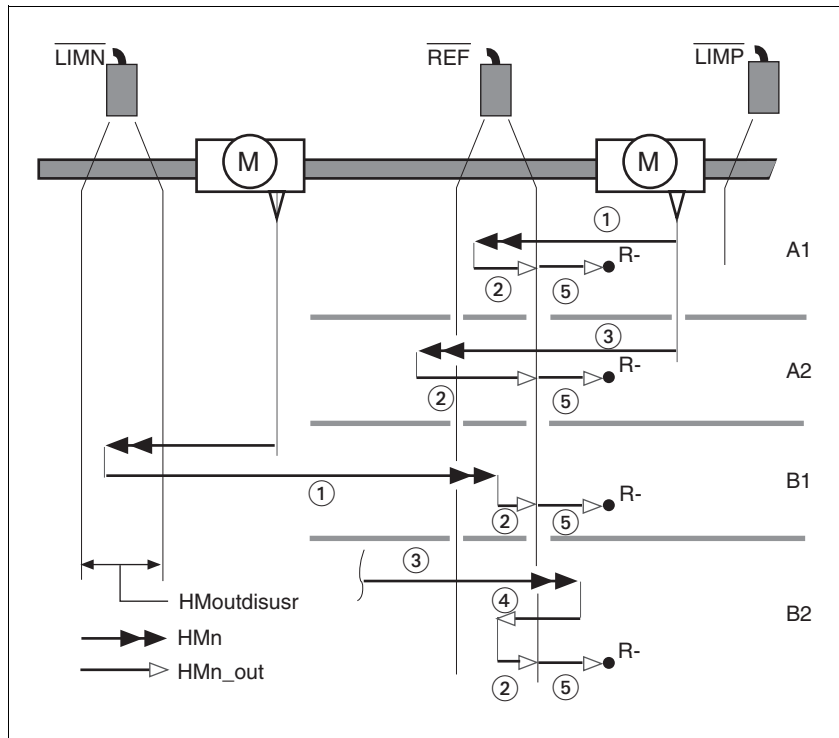 LIMN REF LIMP
M M
①
R- A1
② ⑤
③
R- A2
② ⑤
R- B1
① ② ⑤
③
HMoutdisusr ④ B2
HMn
R-
HMn_out
② ⑤